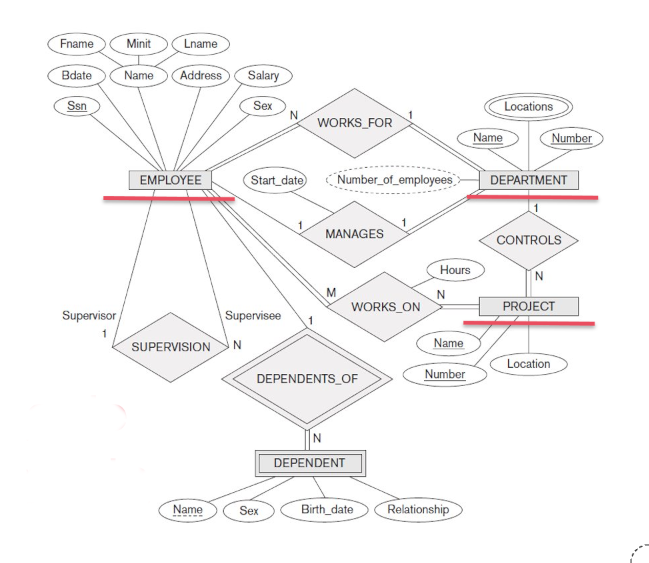 Fname Minit Lname
Bdate Name Address Salary
Ssn Sex
N WORKS_FOR 1
Locations
Name Number
EMPLOYEE
Start_date
Number_of_employees
DEPARTMENT
1 MANAGES 1
1
CONTROLS
N
Hours
M WORKS_ON N
PROJECT
Supervisor
1
Supervisee
SUPERVISION N
1
Name
Number
Location
DEPENDENTS_OF
N
DEPENDENT
Name Sex Birth_date Relationship